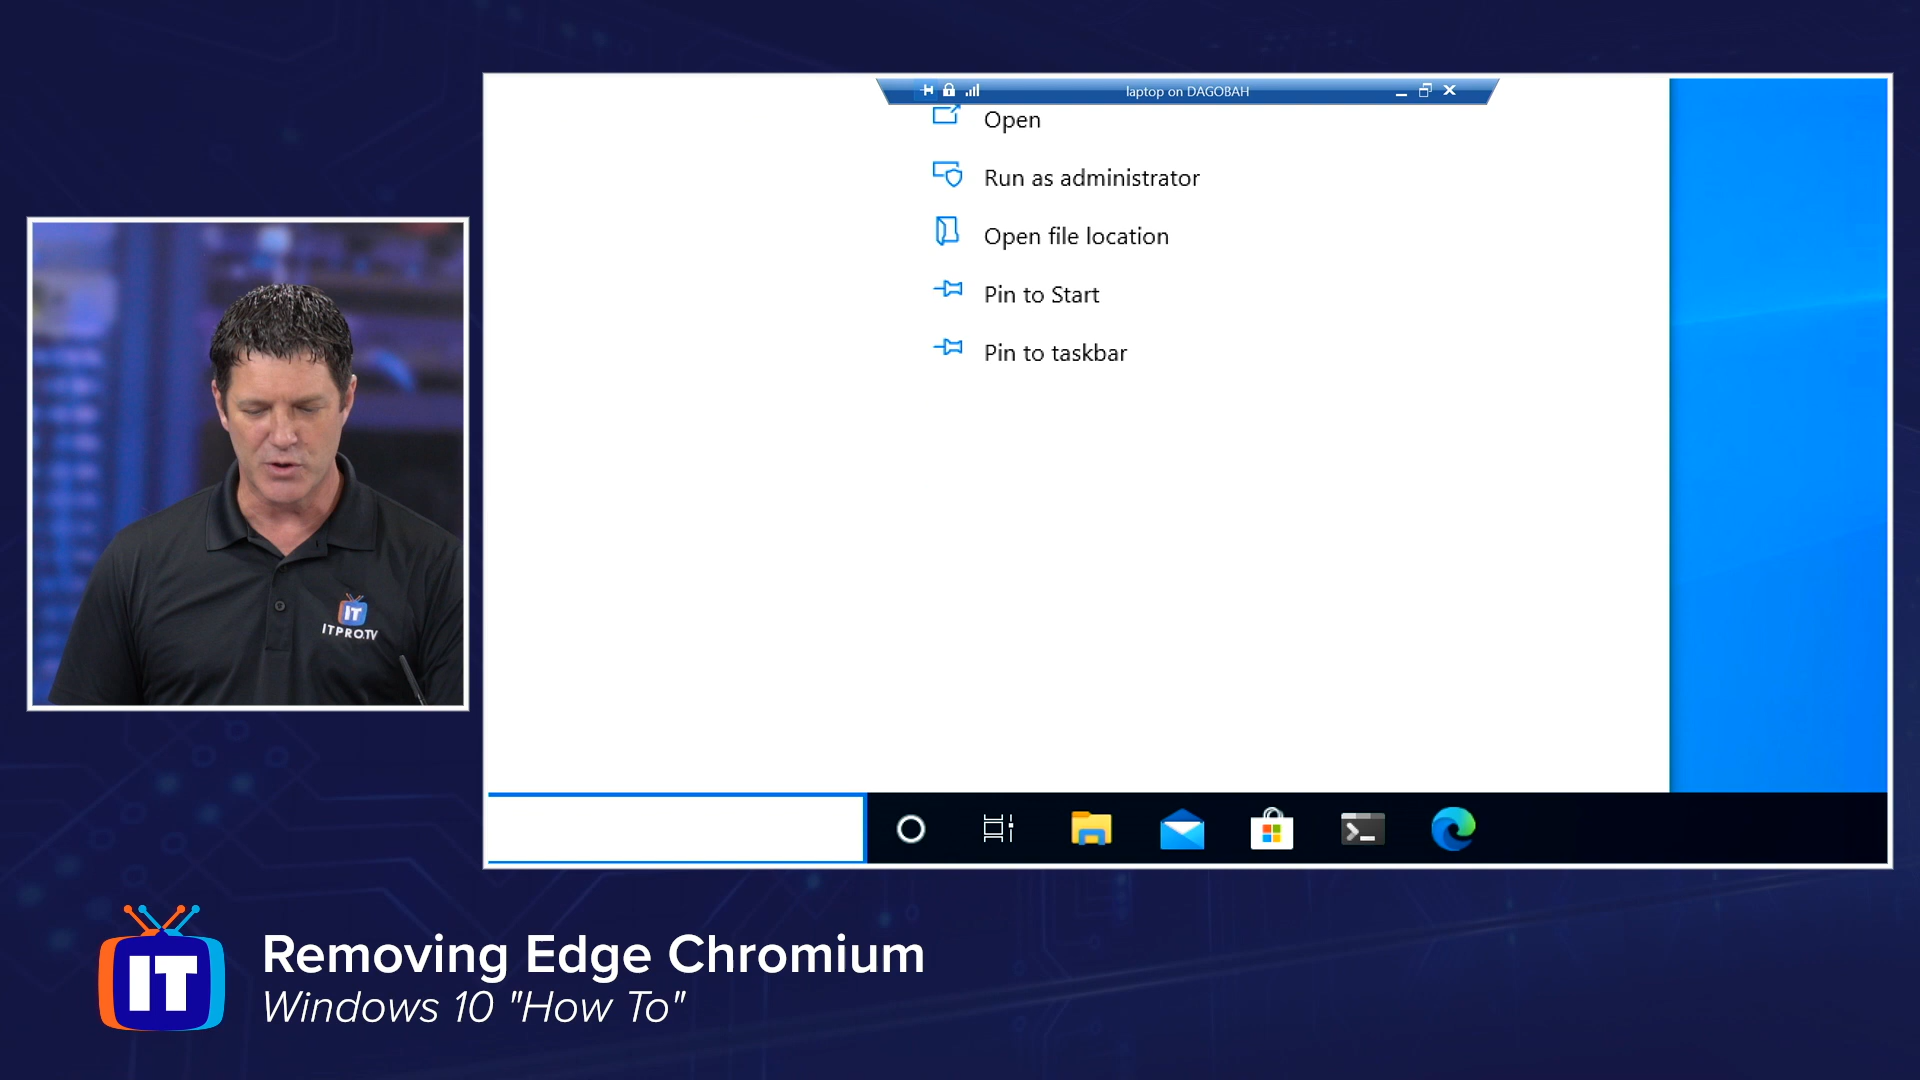 laptop on DAGOBAH
Open
Run as administrator
Open file location
Pin to Start
Pin to taskbar
IT
ITPRO.TV
IT
Removing Edge Chromium
Windows 10 "How To"